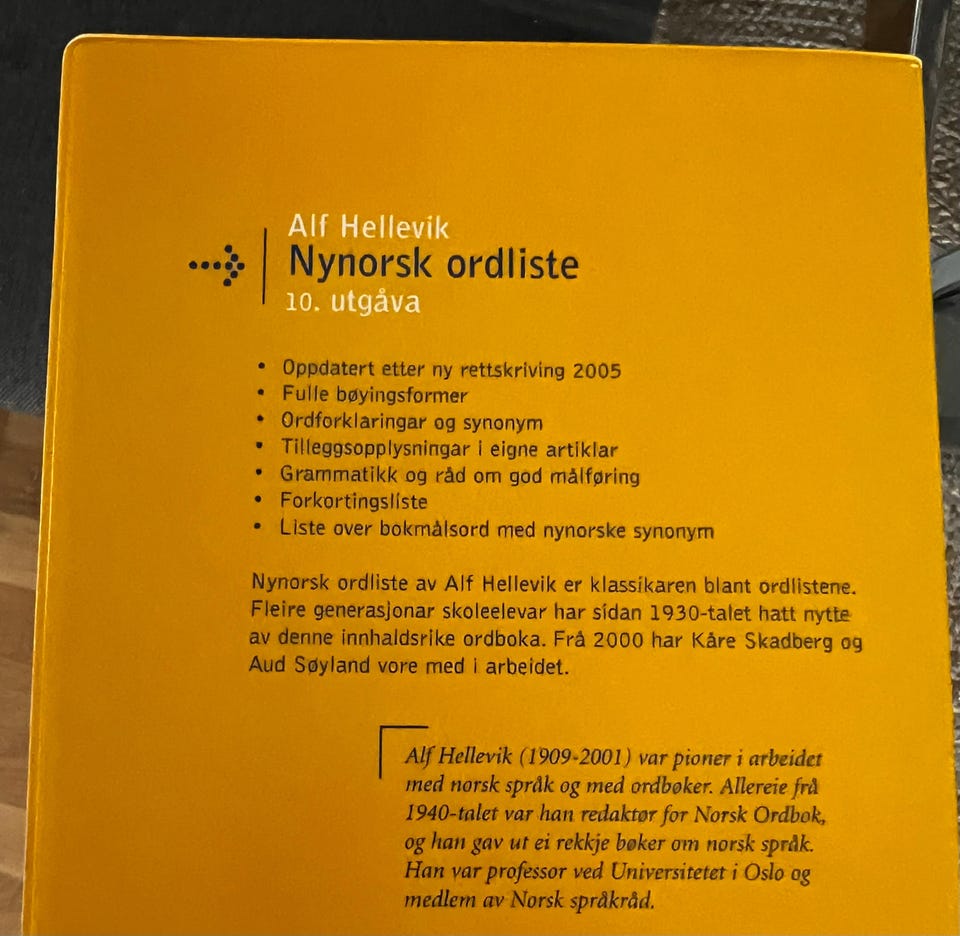 Alf Hellevik
Nynorsk ordliste
10. utgåva
• Oppdatert etter ny rettskriving 2005
• Fulle bøyingsformer
• Ordforklaringar og synonym
• Tilleggsopplysningar i eigne artiklar
• Grammatikk og råd om god målføring
• Forkortingsliste
• Liste over bokmålsord med nynorske synonym
Nynorsk ordliste av Alf Hellevik er klassikaren blant ordlistene.
Fleire generasjonar skoleelevar har sidan 1930-talet hatt nytte
av denne innhaldsrike ordboka. Frå 2000 har Kåre Skadberg og
Aud Søyland vore med i arbeidet.
Alf Hellevik (1909-2001) var pioner i arbeidet
med norsk språk og med ordbøker. Allereie frå
1940-talet var han redaktør for Norsk Ordbok,
og han gav ut ei rekkje bøker om norsk språk.
Han var professor ved Universitetet i Oslo og
medlem av Norsk språkråd.